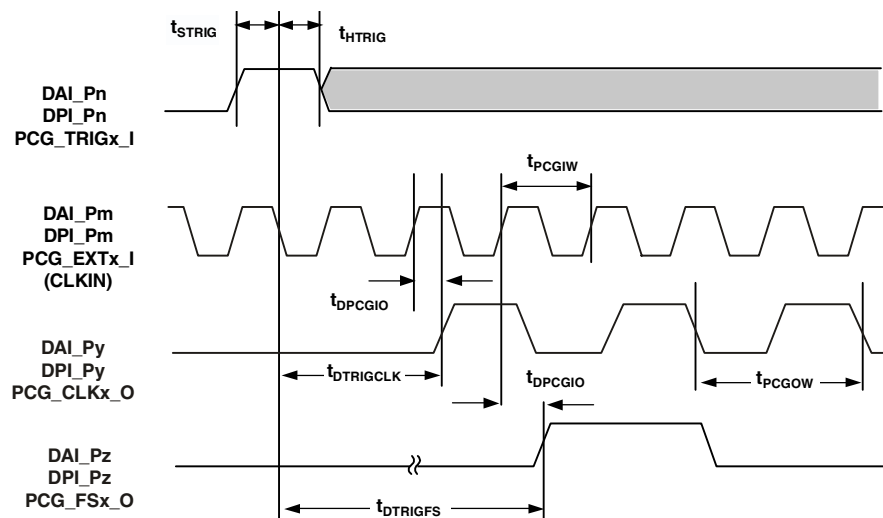 tSTRIG
tHTRIG
DAI_Pn
DPI_Pn
PCG_TRIGx_I
tPCGIW
DAI_Pm
DPI_Pm
PCG_EXTx_I
(CLKIN)
tDPCGIO
DAI_Py
DPI_Py
PCG_CLKx_O
tDTRIGCLK
tDPCGIO
tPCGOW
DAI_Pz
DPI_Pz
PCG_FSx_O
tDTRIGFS